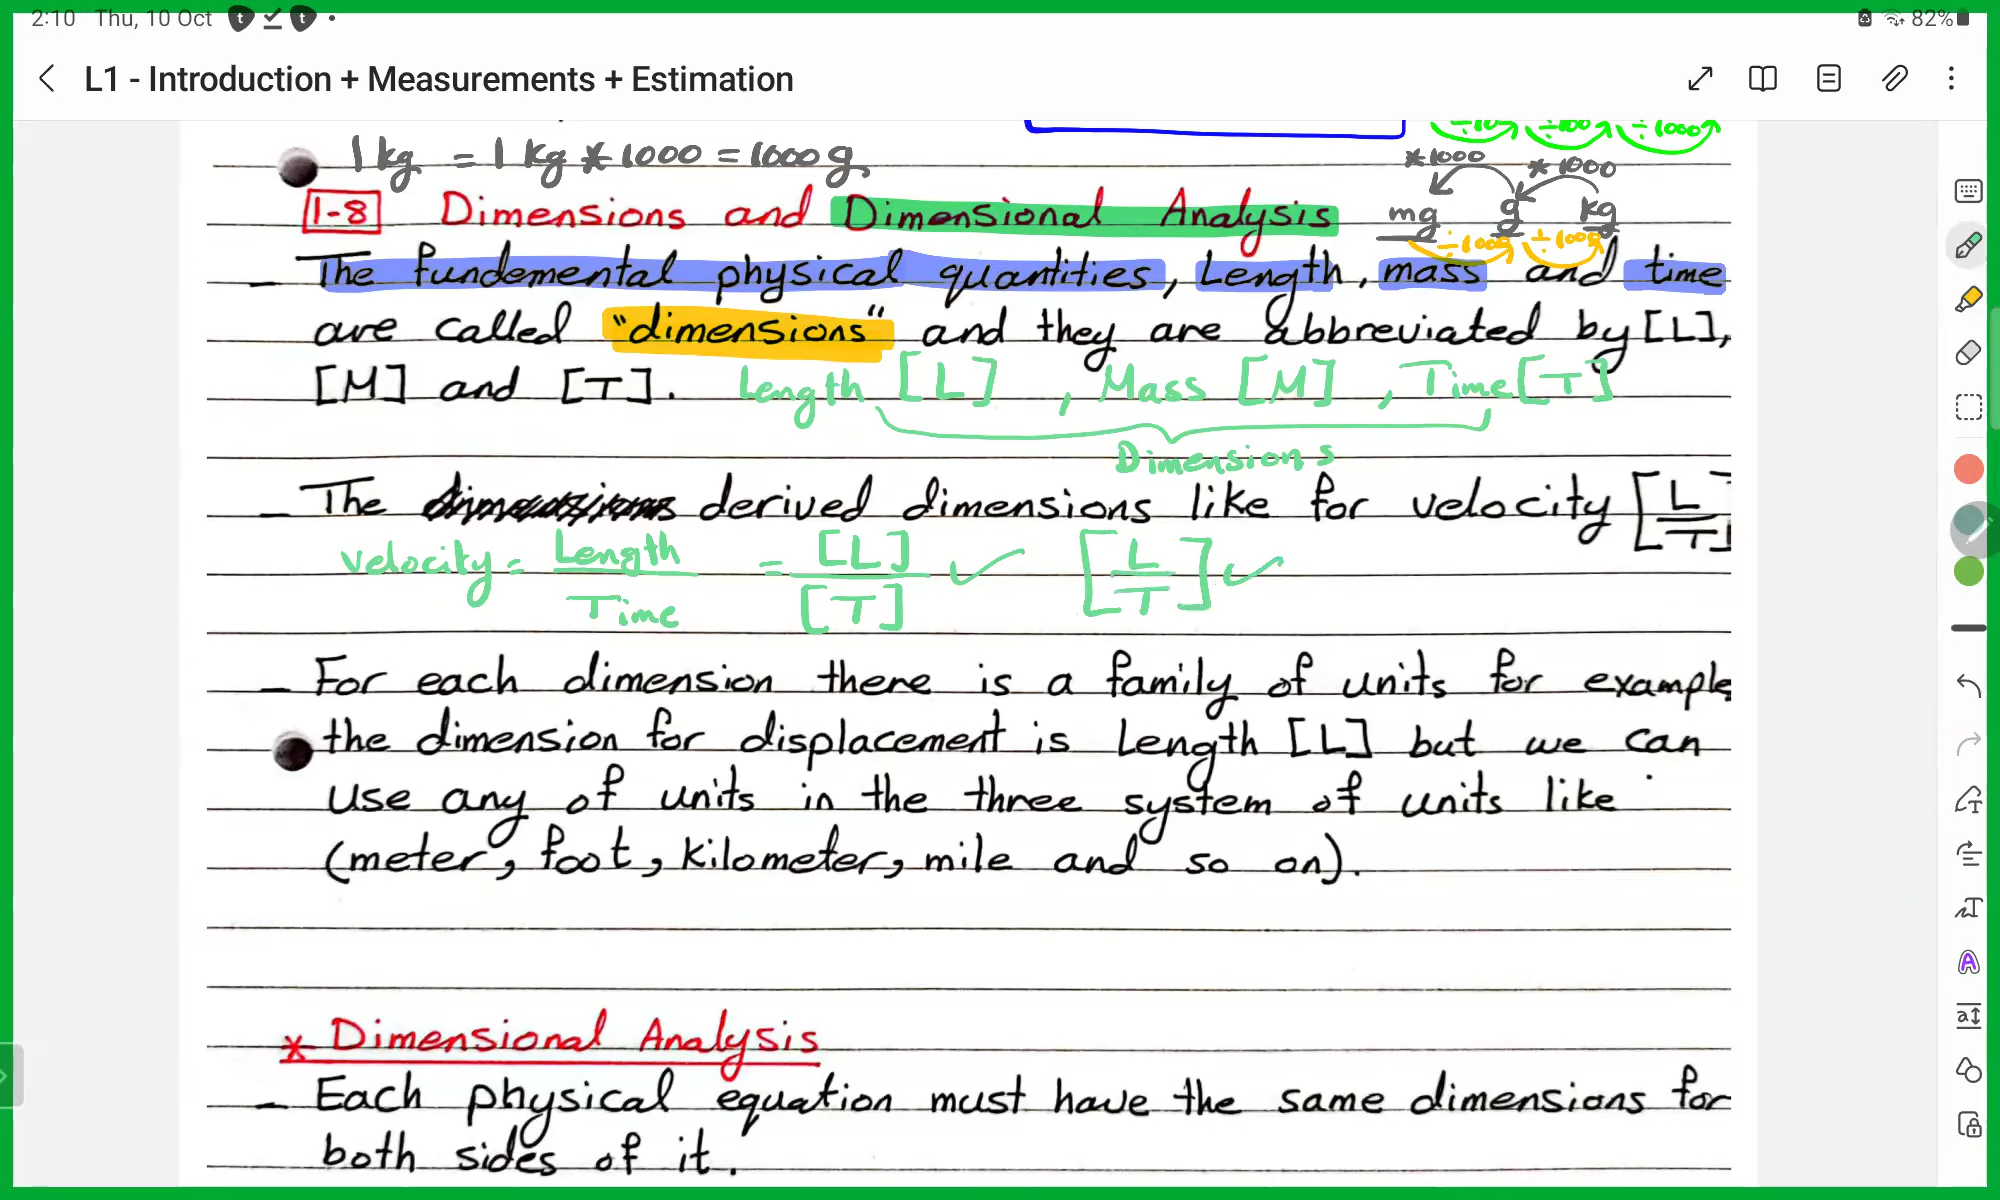 2:10 Thu, 10 Oct
82%
L1 - Introduction + Measurements + Estimation
÷10 ÷100 ÷1000
1 kg = 1 kg * 1000 = 1000 g
*1000 *1000
1-8 Dimensions and Dimensional Analysis
mg g kg
÷1000 ÷1000
- The fundemental physical quantities, Length, mass and time
are called "dimensions" and they are abbreviated by [L],
[M] and [T]. Length [L] , Mass [M] , Time [T]
Dimensions
- The derived dimensions like for velocity [L/T]
velocity = Length/Time = [L]/[T] ✓ [L/T] ✓
- For each dimension there is a family of units for example
the dimension for displacement is Length [L] but we can
use any of units in the three system of units like
(meter, foot, kilometer, mile and so on).
* Dimensional Analysis
- Each physical equation must have the same dimensions for
both sides of it.